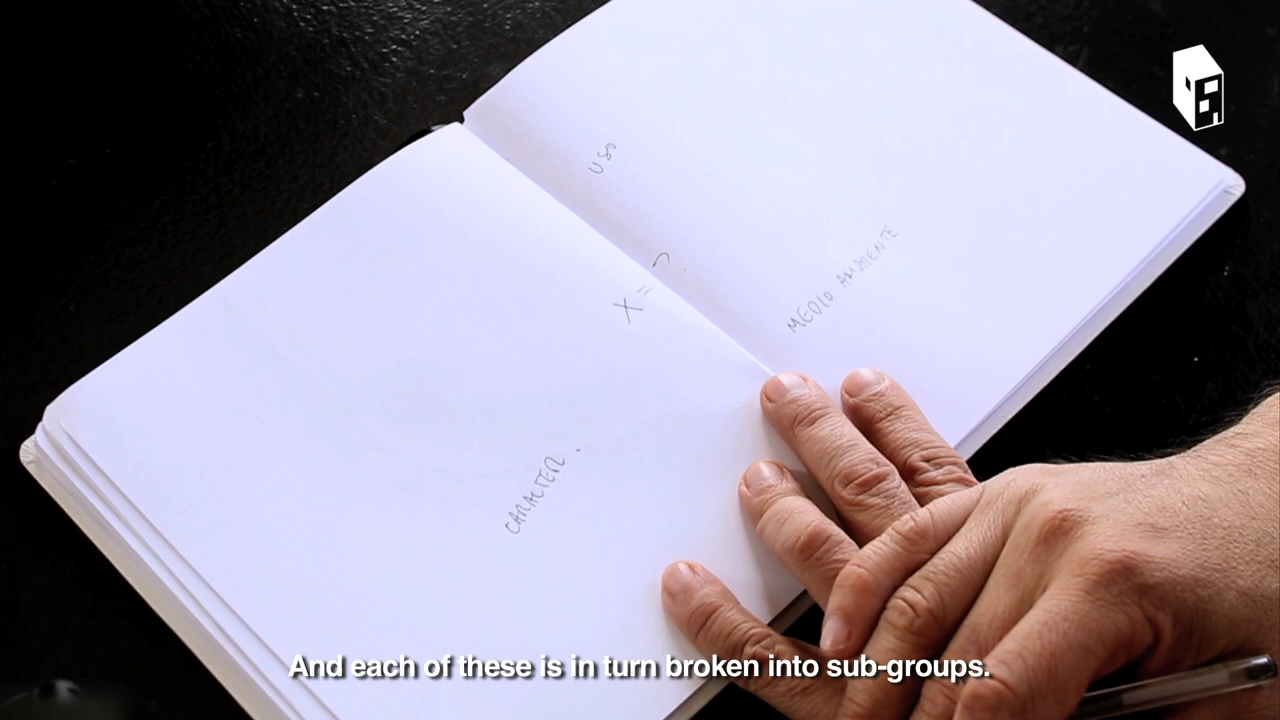 USO
X = ?
MEDIO AMBIENTE
CARACTER.
And each of these is in turn broken into sub-groups.